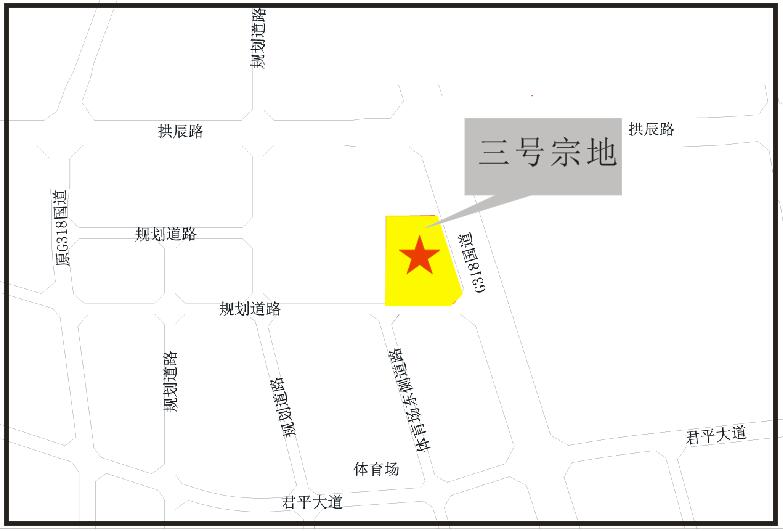 规划道路
拱辰路
拱辰路
三号宗地
原G318国道
规划道路
G318国道
规划道路
规划道路
规划道路
体育场东侧道路
体育场
君平大道
君平大道